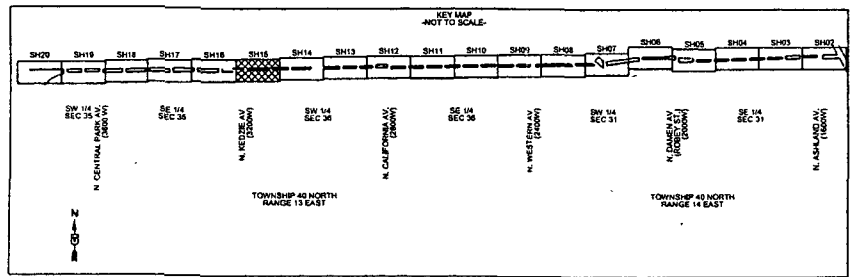 KEY MAP
-NOT TO SCALE-
SH20 SH19 SH18 SH17 SH16 SH15 SH14 SH13 SH12 SH11 SH10 SH09 SH08 SH07 SH06 SH05 SH04 SH03 SH02
SW 1/4
SEC 35
N. CENTRAL PARK AV.
(3600 W)
SE 1/4
SEC 35
N. KEDZIE AV
(3200W)
SW 1/4
SEC 36
N. CALIFORNIA AV.
(2800W)
SE 1/4
SEC 36
N. WESTERN AV.
(2400W)
SW 1/4
SEC 31
N. DAMEN AV
(ROBEY ST.)
(2000W)
SE 1/4
SEC 31
N. ASHLAND AV.
(1600W)
TOWNSHIP 40 NORTH
RANGE 13 EAST
TOWNSHIP 40 NORTH
RANGE 14 EAST
N